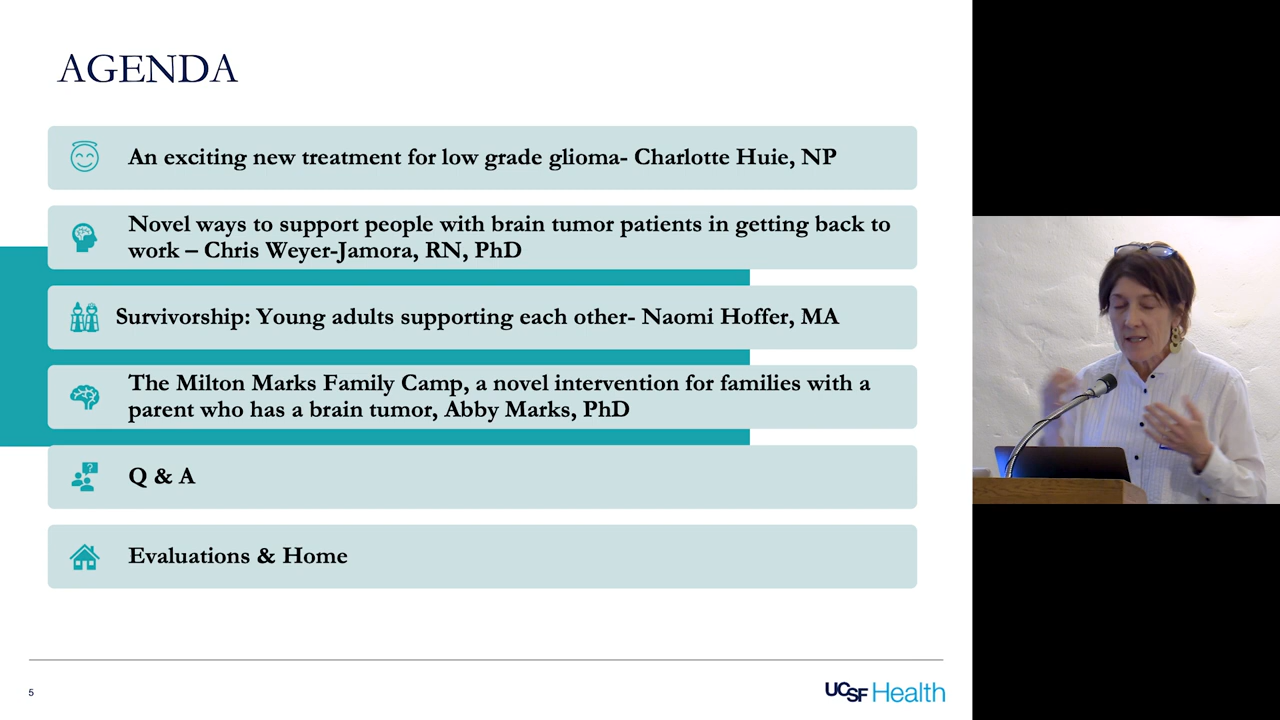 AGENDA
An exciting new treatment for low grade glioma- Charlotte Huie, NP
Novel ways to support people with brain tumor patients in getting back to
work – Chris Weyer-Jamora, RN, PhD
Survivorship: Young adults supporting each other- Naomi Hoffer, MA
The Milton Marks Family Camp, a novel intervention for families with a
parent who has a brain tumor, Abby Marks, PhD
?
Q & A
Evaluations & Home
5
UCSF Health